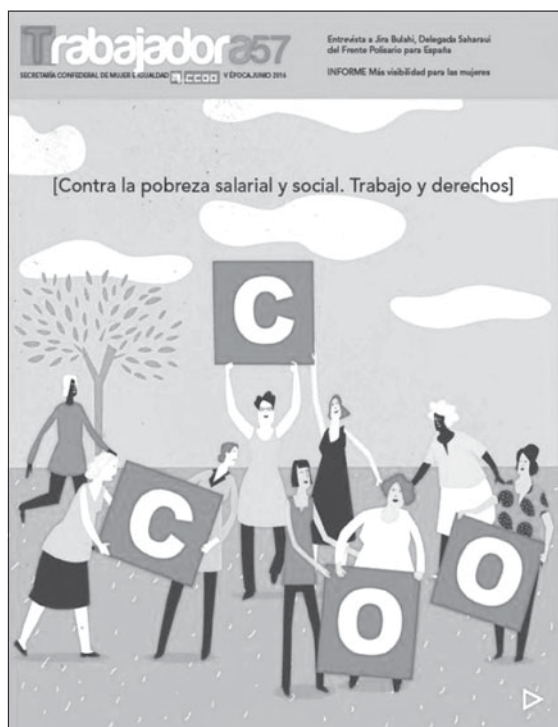 Trabajadora57
SECRETARÍA CONFEDERAL DE MUJER E IGUALDAD CCOO V ÉPOCA JUNIO 2016
Entrevista a Jira Bulahi, Delegada Saharaui
del Frente Polisario para España
INFORME Más visibilidad para las mujeres
[Contra la pobreza salarial y social. Trabajo y derechos]
C
C
O
O